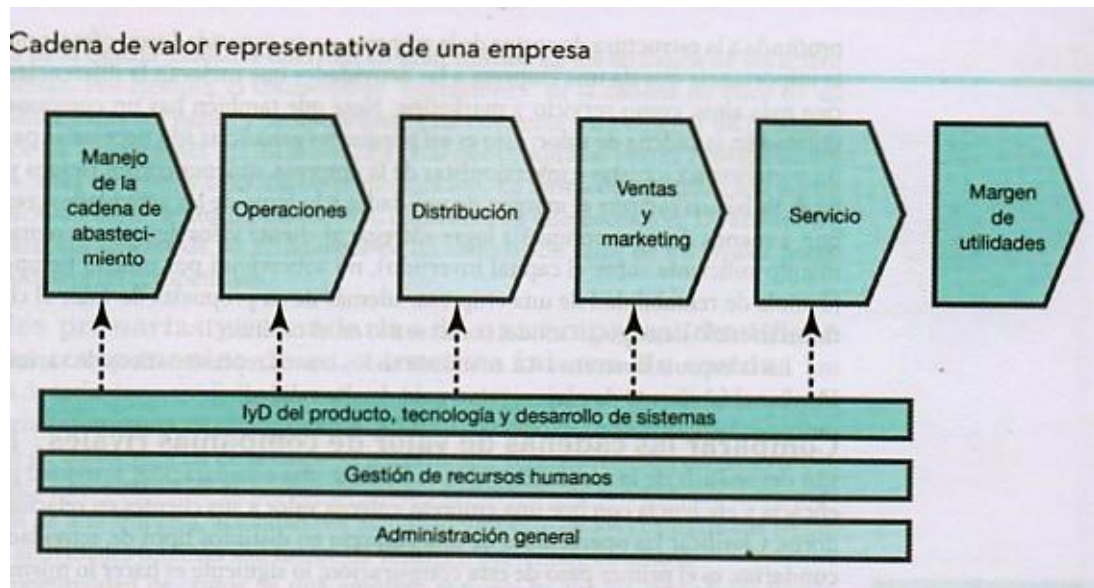 Cadena de valor representativa de una empresa
Manejo
de la
cadena de
abasteci-
miento
Operaciones
Distribución
Ventas
y
marketing
Servicio
Margen
de
utilidades
IyD del producto, tecnología y desarrollo de sistemas
Gestión de recursos humanos
Administración general